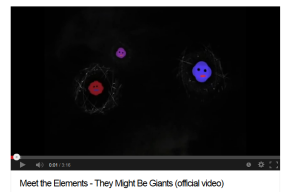 0:01 / 3:16
Meet the Elements - They Might Be Giants (official video)